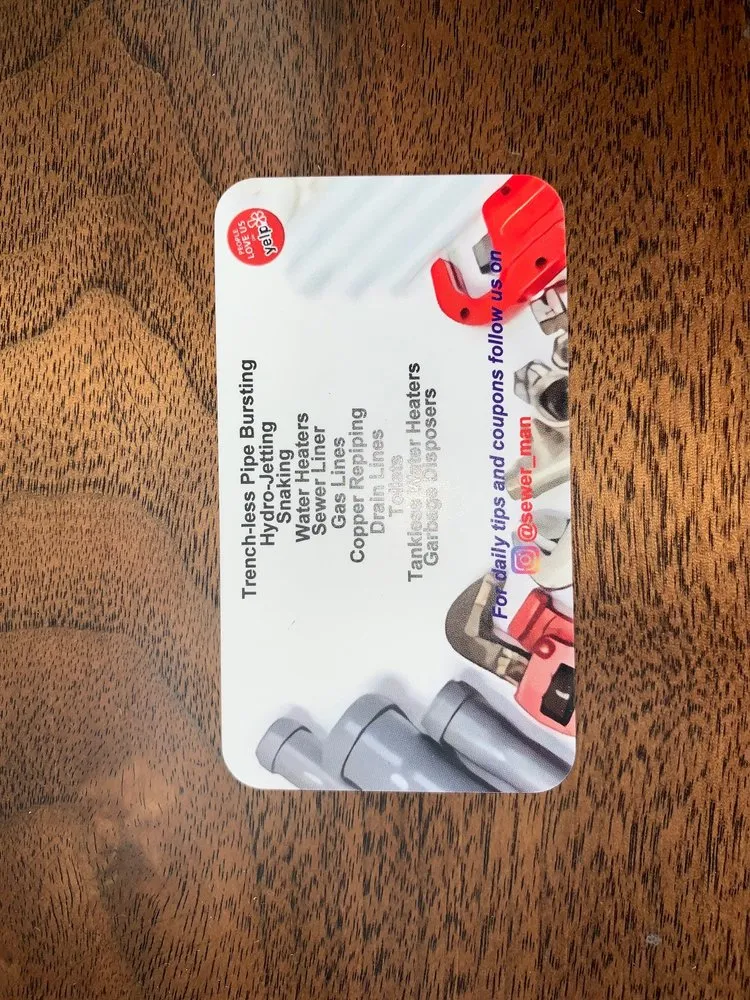 PEOPLE
LOVE US
ON
yelp
Trench-less Pipe Bursting
Hydro-Jetting
Snaking
Water Heaters
Sewer Liner
Gas Lines
Copper Repiping
Drain Lines
Toilets
Tankless Water Heaters
Garbage Disposers
For daily tips and coupons follow us on
@sewer_man